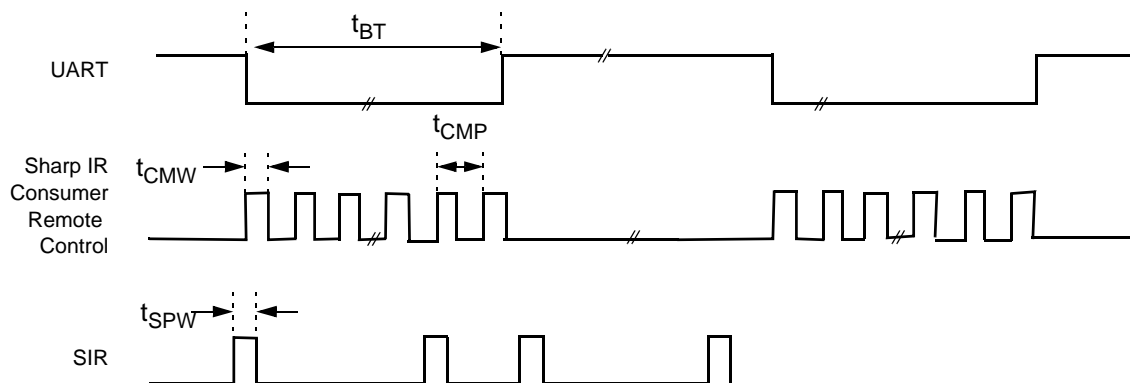 tBT
UART
tCMP
tCMW
Sharp IR
Consumer
Remote
Control
tSPW
SIR